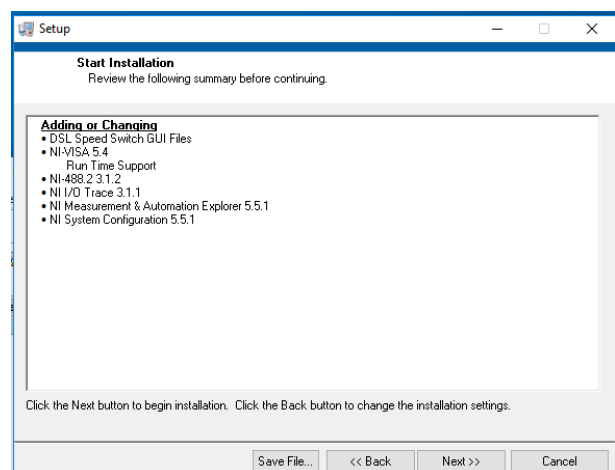 Setup
Start Installation
Review the following summary before continuing.
Adding or Changing
• DSL Speed Switch GUI Files
• NI-VISA 5.4
Run Time Support
• NI-488.2 3.1.2
• NI I/O Trace 3.1.1
• NI Measurement & Automation Explorer 5.5.1
• NI System Configuration 5.5.1
Click the Next button to begin installation. Click the Back button to change the installation settings.
Save File... << Back Next >> Cancel